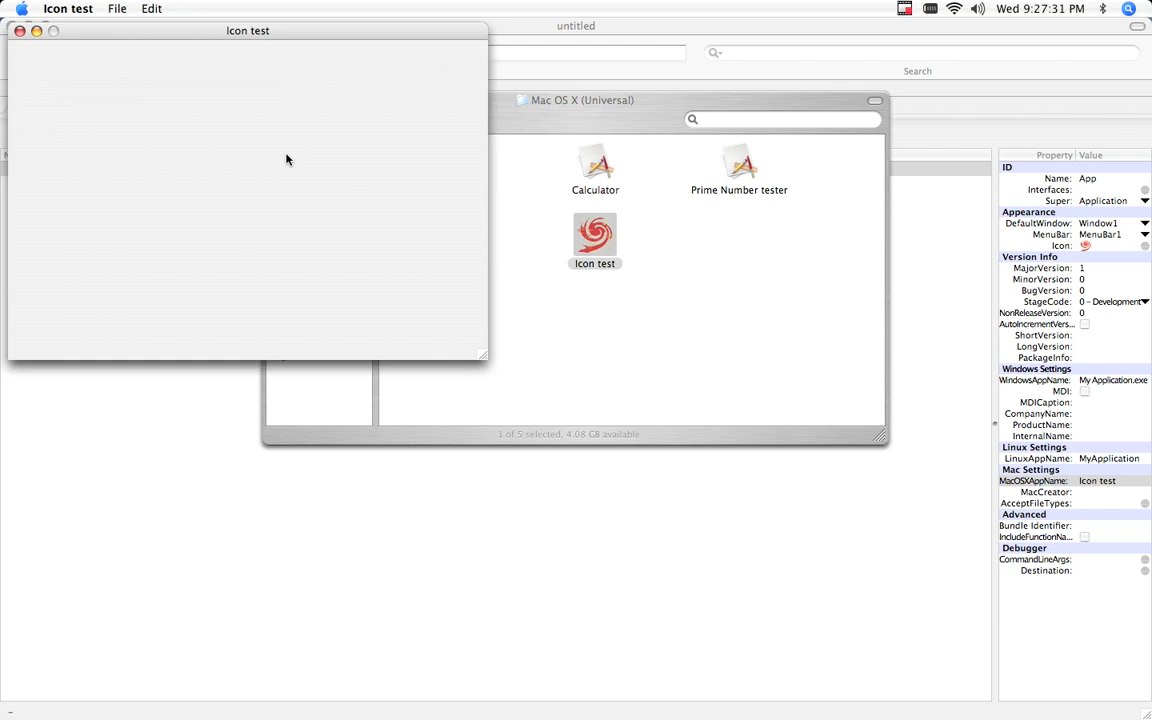 Icon test File Edit Wed 9:27:31 PM
untitled
Icon test
Search
Mac OS X (Universal)
Calculator Prime Number tester
Icon test
1 of 5 selected, 4.08 GB available
Property Value
ID
Name: App
Interfaces:
Super: Application
Appearance
DefaultWindow: Window1
MenuBar: MenuBar1
Icon:
Version Info
MajorVersion: 1
MinorVersion: 0
BugVersion: 0
StageCode: 0 – Development
NonReleaseVersion: 0
AutoIncrementVers...
ShortVersion:
LongVersion:
PackageInfo:
Windows Settings
WindowsAppName: My Application.exe
MDI:
MDICaption:
CompanyName:
ProductName:
InternalName:
Linux Settings
LinuxAppName: MyApplication
Mac Settings
MacOSXAppName: Icon test
MacCreator:
AcceptFileTypes:
Advanced
Bundle Identifier:
IncludeFunctionNa...
Debugger
CommandLineArgs:
Destination: